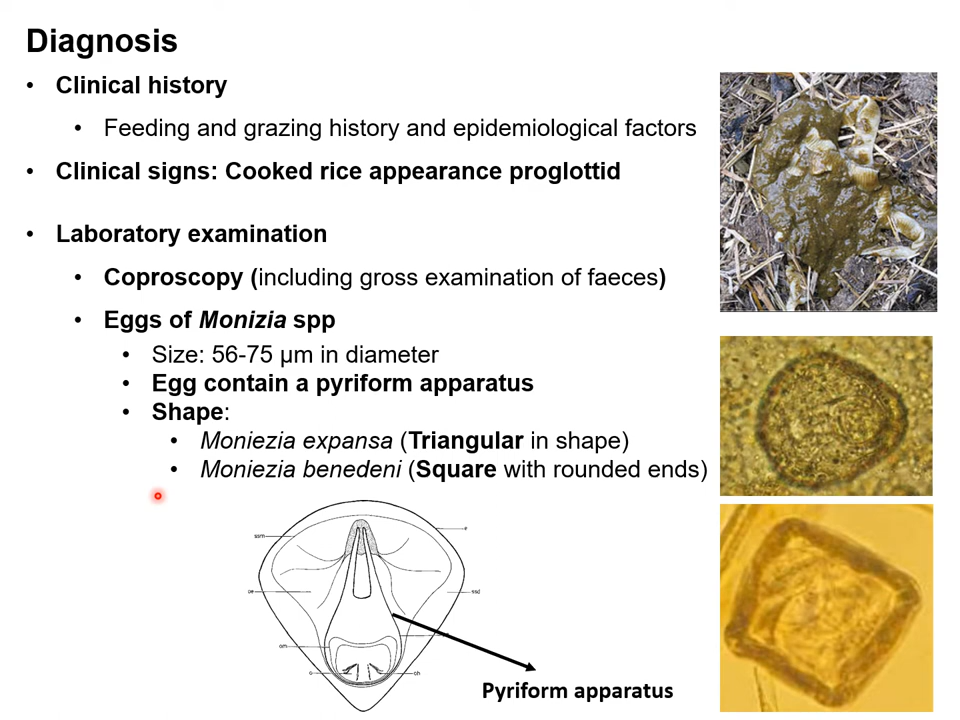 Diagnosis
• Clinical history
• Feeding and grazing history and epidemiological factors
• Clinical signs: Cooked rice appearance proglottid
• Laboratory examination
• Coproscopy (including gross examination of faeces)
• Eggs of Monizia spp
• Size: 56-75 µm in diameter
• Egg contain a pyriform apparatus
• Shape:
• Moniezia expansa (Triangular in shape)
• Moniezia benedeni (Square with rounded ends)
ssm
ssd
Pyriform apparatus